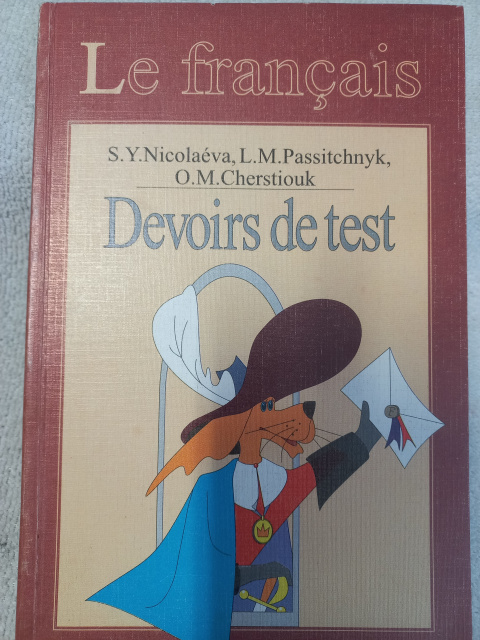 Le français
S.Y.Nicolaéva, L.M.Passitchnyk,
O.M.Cherstiouk
Devoirs de test